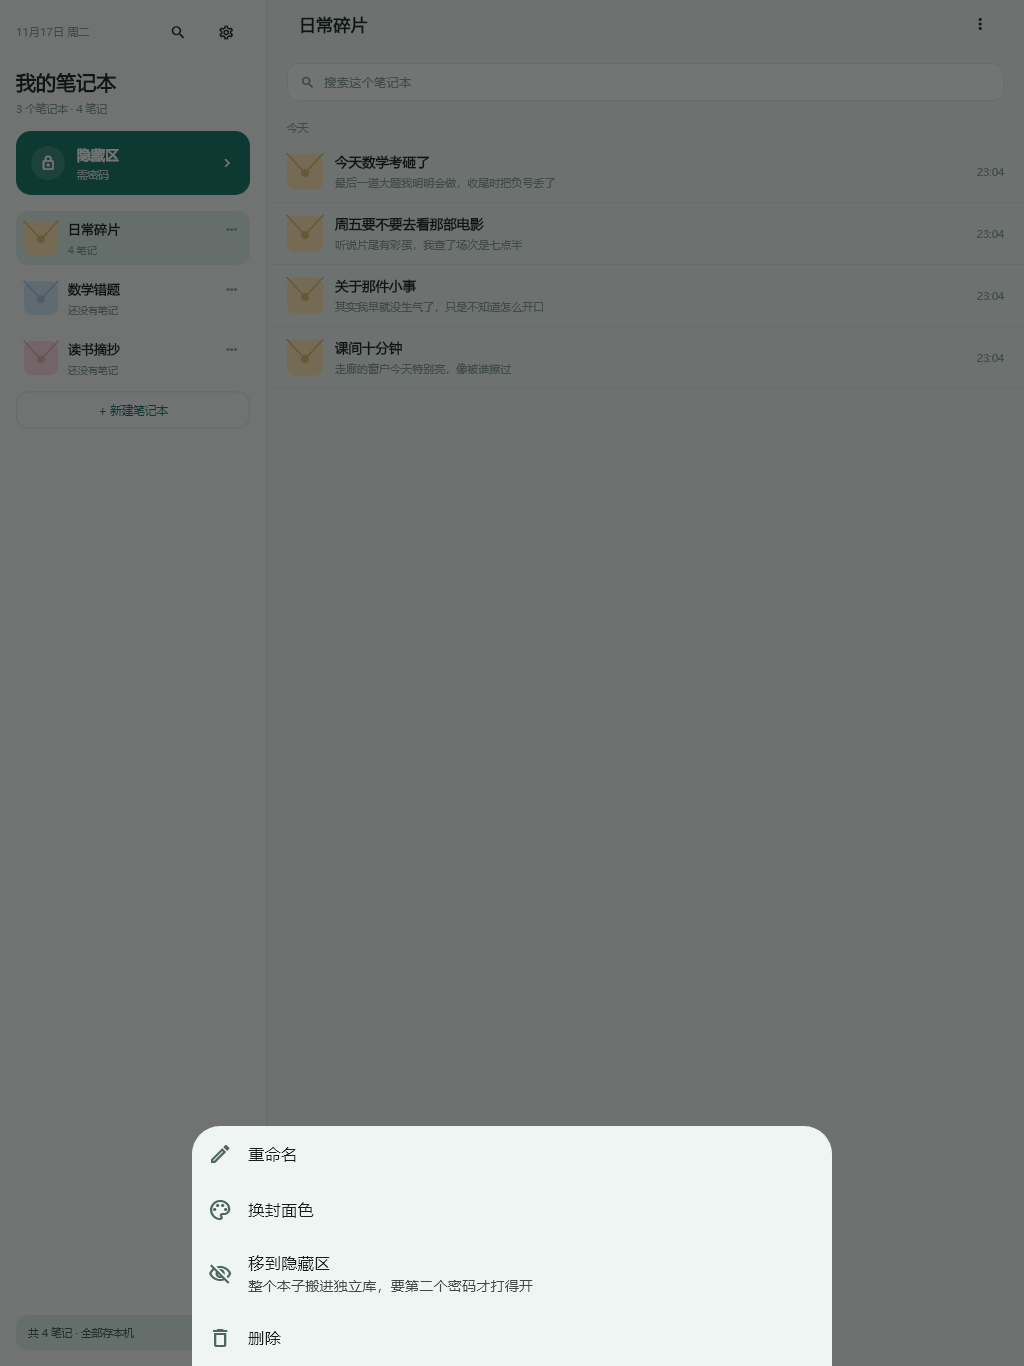 11月17日 周二
我的笔记本
3 个笔记本 · 4 笔记
隐藏区
需密码
日常碎片
4 笔记
数学错题
还没有笔记
读书摘抄
还没有笔记
+ 新建笔记本
共 4 笔记 · 全部存本机
日常碎片
搜索这个笔记本
今天
今天数学考砸了
最后一道大题我明明会做，收尾时把负号丢了
23:04
周五要不要去看那部电影
听说片尾有彩蛋，我查了场次是七点半
23:04
关于那件小事
其实我早就没生气了，只是不知道怎么开口
23:04
课间十分钟
走廊的窗户今天特别亮，像被谁擦过
23:04
重命名
换封面色
移到隐藏区
整个本子搬进独立库，要第二个密码才打得开
删除